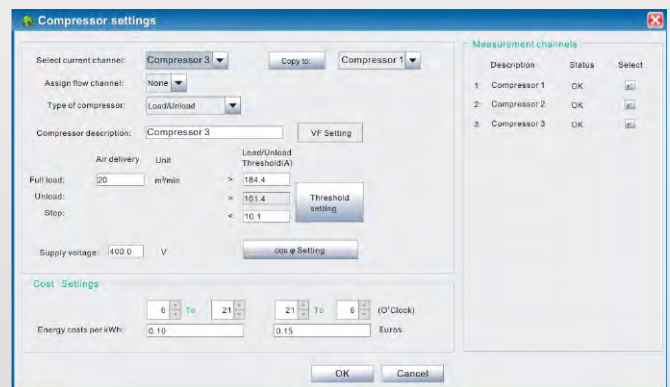 Compressor settings
Select current channel: Compressor 3 Copy to: Compressor 1
Assign flow channel: None
Type of compressor: Load/Unload
Compressor description: Compressor 3 VF Setting
Air delivery Unit Load/Unload Threshold(A)
Full load: 20 m³/min > 184.4
Unload: > 101.4 Threshold setting
Stop: < 10.1
Supply voltage: 400.0 V cos φ Setting
Cost Settings
6 To 21 21 To 6 (O'Clock)
Energy costs per kWh: 0.10 0.15 Euros
Measurement channels
Description Status Select
1: Compressor 1 OK
2: Compressor 2 OK
3: Compressor 3 OK
OK Cancel